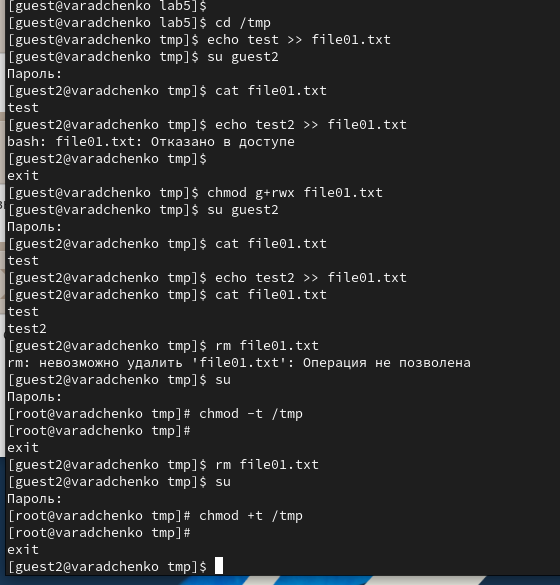 [guest@varadchenko lab5]$
[guest@varadchenko lab5]$ cd /tmp
[guest@varadchenko tmp]$ echo test >> file01.txt
[guest@varadchenko tmp]$ su guest2
Пароль:
[guest2@varadchenko tmp]$ cat file01.txt
test
[guest2@varadchenko tmp]$ echo test2 >> file01.txt
bash: file01.txt: Отказано в доступе
[guest2@varadchenko tmp]$
exit
[guest@varadchenko tmp]$ chmod g+rwx file01.txt
[guest@varadchenko tmp]$ su guest2
Пароль:
[guest2@varadchenko tmp]$ cat file01.txt
test
[guest2@varadchenko tmp]$ echo test2 >> file01.txt
[guest2@varadchenko tmp]$ cat file01.txt
test
test2
[guest2@varadchenko tmp]$ rm file01.txt
rm: невозможно удалить 'file01.txt': Операция не позволена
[guest2@varadchenko tmp]$ su
Пароль:
[root@varadchenko tmp]# chmod -t /tmp
[root@varadchenko tmp]#
exit
[guest2@varadchenko tmp]$ rm file01.txt
[guest2@varadchenko tmp]$ su
Пароль:
[root@varadchenko tmp]# chmod +t /tmp
[root@varadchenko tmp]#
exit
[guest2@varadchenko tmp]$